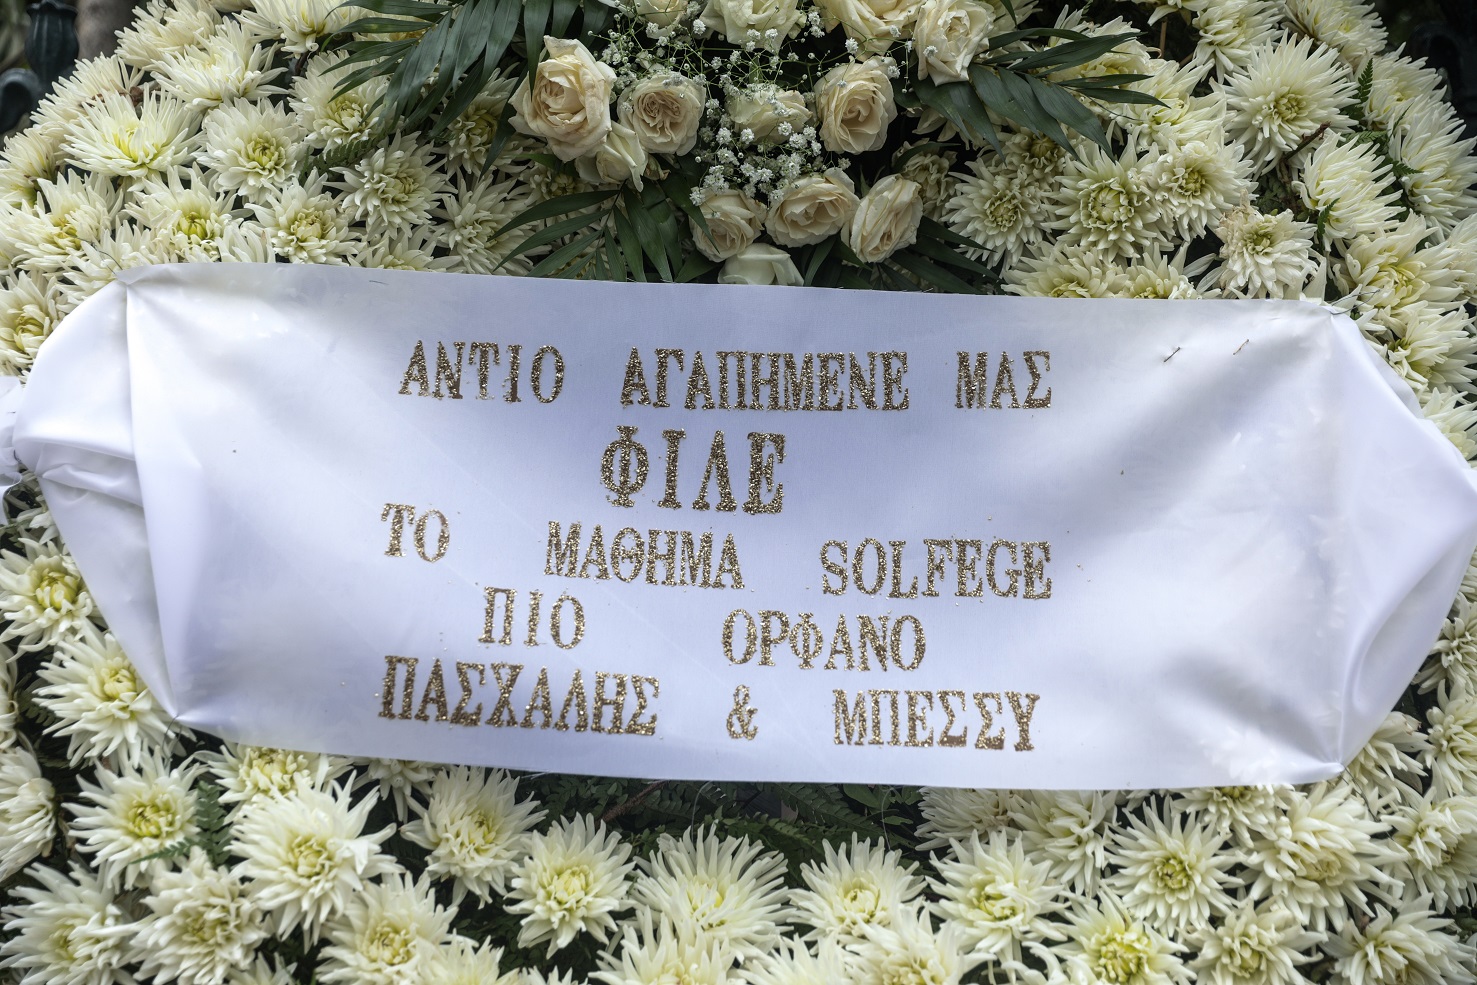 ΑΝΤΙΟ ΑΓΑΠΗΜΕΝΕ ΜΑΣ
ΦΙΛΕ
ΤΟ ΜΑΘΗΜΑ SOLFEGE
ΠΙΟ ΟΡΦΑΝΟ
ΠΑΣΧΑΛΗΣ & ΜΠΕΣΣΥ